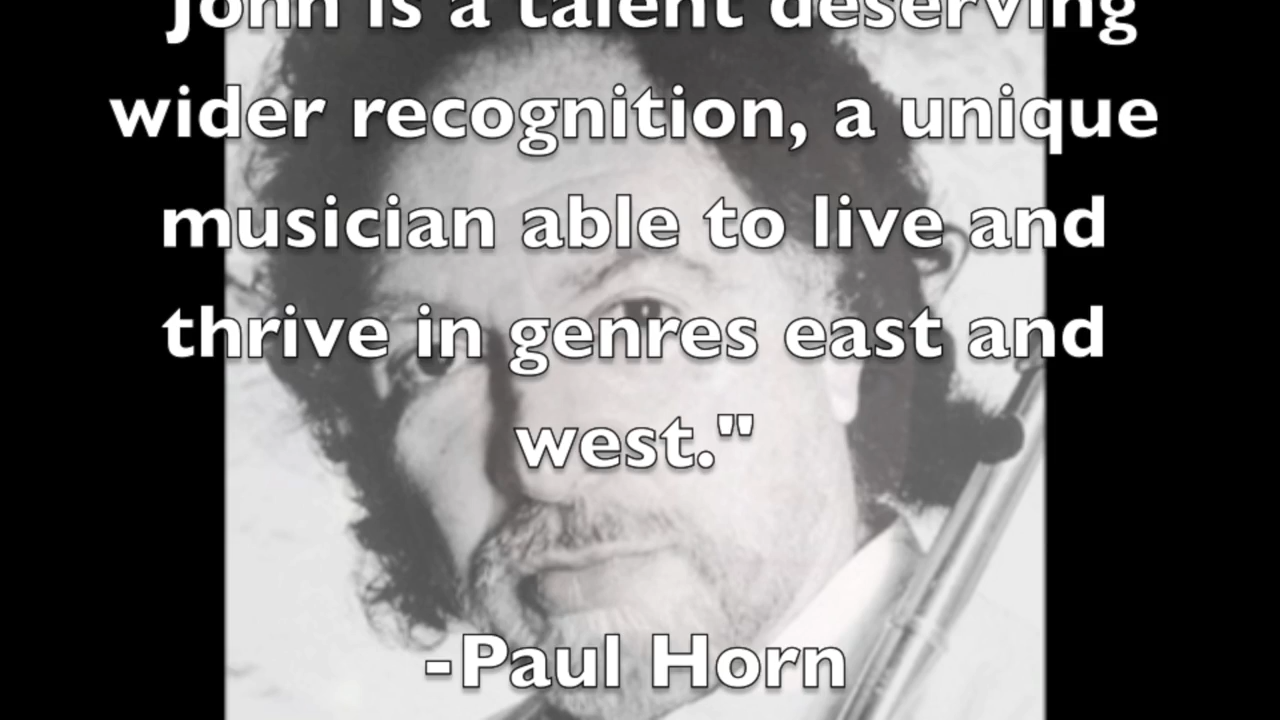 John is a talent deserving
wider recognition, a unique
musician able to live and
thrive in genres east and
west."
-Paul Horn